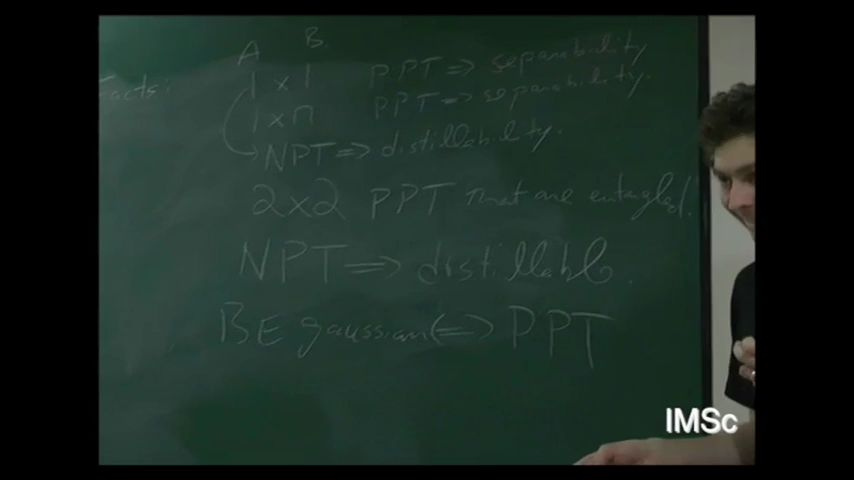 A B
Facts:
1 x 1 PPT => separability
1 x n PPT => separability.
NPT => distillability.
2x2 PPT that are entangled.
NPT => distillable.
BE gaussian <=> PPT
IMSc